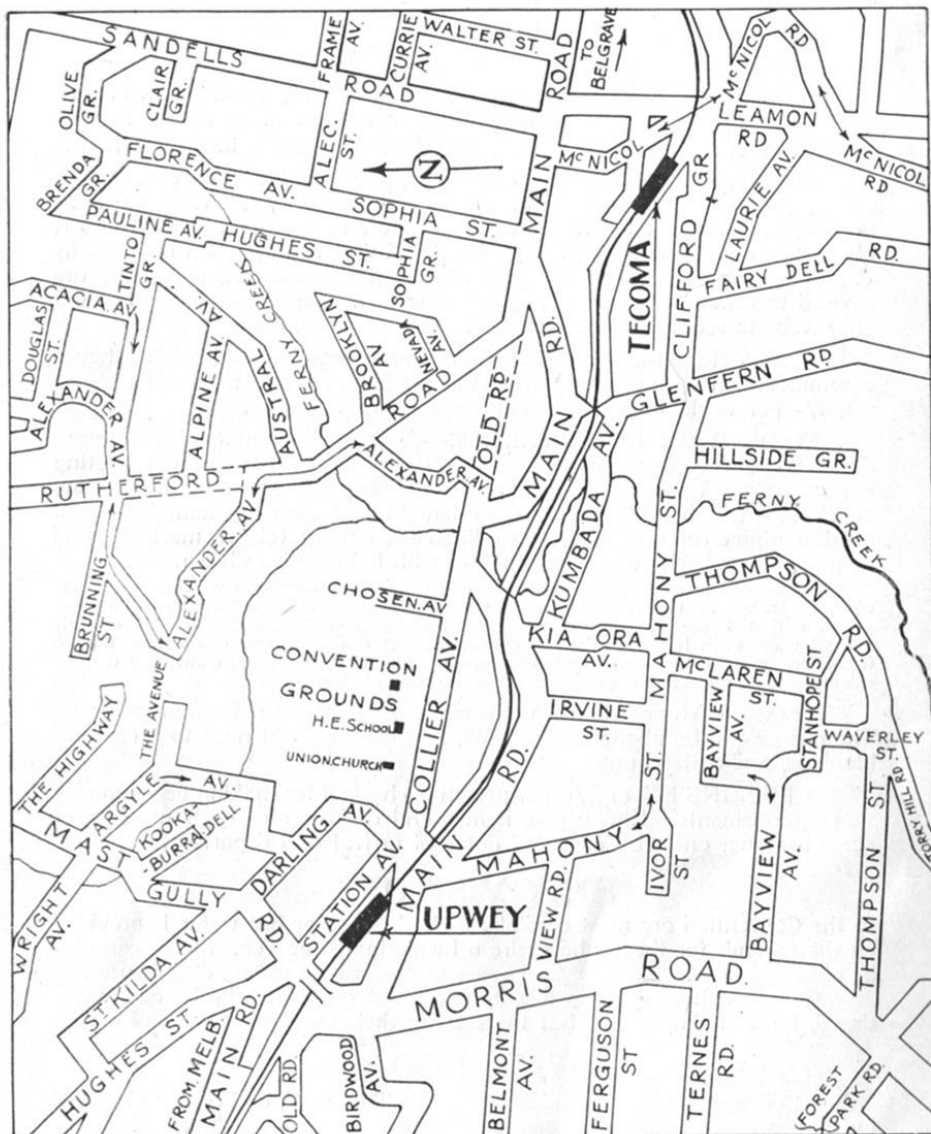 SANDELLS
ROAD
FRAME
AV.
CURRIE
AV.
WALTER ST.
ROAD
TO
BELGRAVE
McNICOL
RD
OLIVE
GR.
CLAIR
GR.
ALEC.
ST.
LEAMON
RD
McNICOL
McNICOL
RD
FLORENCE AV.
N
BRENDA
GR.
SOPHIA ST.
MAIN
GR
LAURIE AV.
PAULINE AV.
HUGHES ST.
SOPHIA
GR.
TECOMA
CLIFFORD
FAIRY DELL RD.
TINTO
GR.
ACACIA AV
DOUGLAS
ST.
ALEXANDER
AV
ALPINE AV.
AUSTRAL
AV.
FERNY
CREEK
BROOKLYN
AV
NEVADA
AV.
ROAD
OLD RD
RD.
MAIN
GLENFERN RD.
RUTHERFORD
ALEXANDER AV.
HILLSIDE GR.
KUMBADA
AV.
FERNY
CREEK
BRUNNING
ST
ALEXANDER AV
CHOSEN AV
THOMPSON
RD.
MAHONY
ST.
KIA ORA
AV.
McLAREN
ST
CONVENTION
GROUNDS
H.E. SCHOOL
UNION CHURCH
COLLIER AV.
IRVINE
ST.
BAYVIEW
AV.
STANHOPE ST
WAVERLEY
ST.
TORRY HILL RD
THE HIGHWAY
THE AVENUE
ARGYLE AV
MAST
GULLY
RD
KOOKA-
-BURRA DELL
DARLING AV.
STATION AV.
MAIN
RD.
MAHONY
ST
IVOR
ST
BAYVIEW
AV.
THOMPSON ST.
WRIGHT
AV.
ST. KILDA AV.
UPWEY
VIEW RD.
MORRIS
ROAD
HUGHES ST.
FROM MELB.
MAIN
RD.
OLD RD
BIRDWOOD
AV.
BELMONT
AV.
FERGUSON
ST
TERNES
RD.
FOREST
PARK RD.